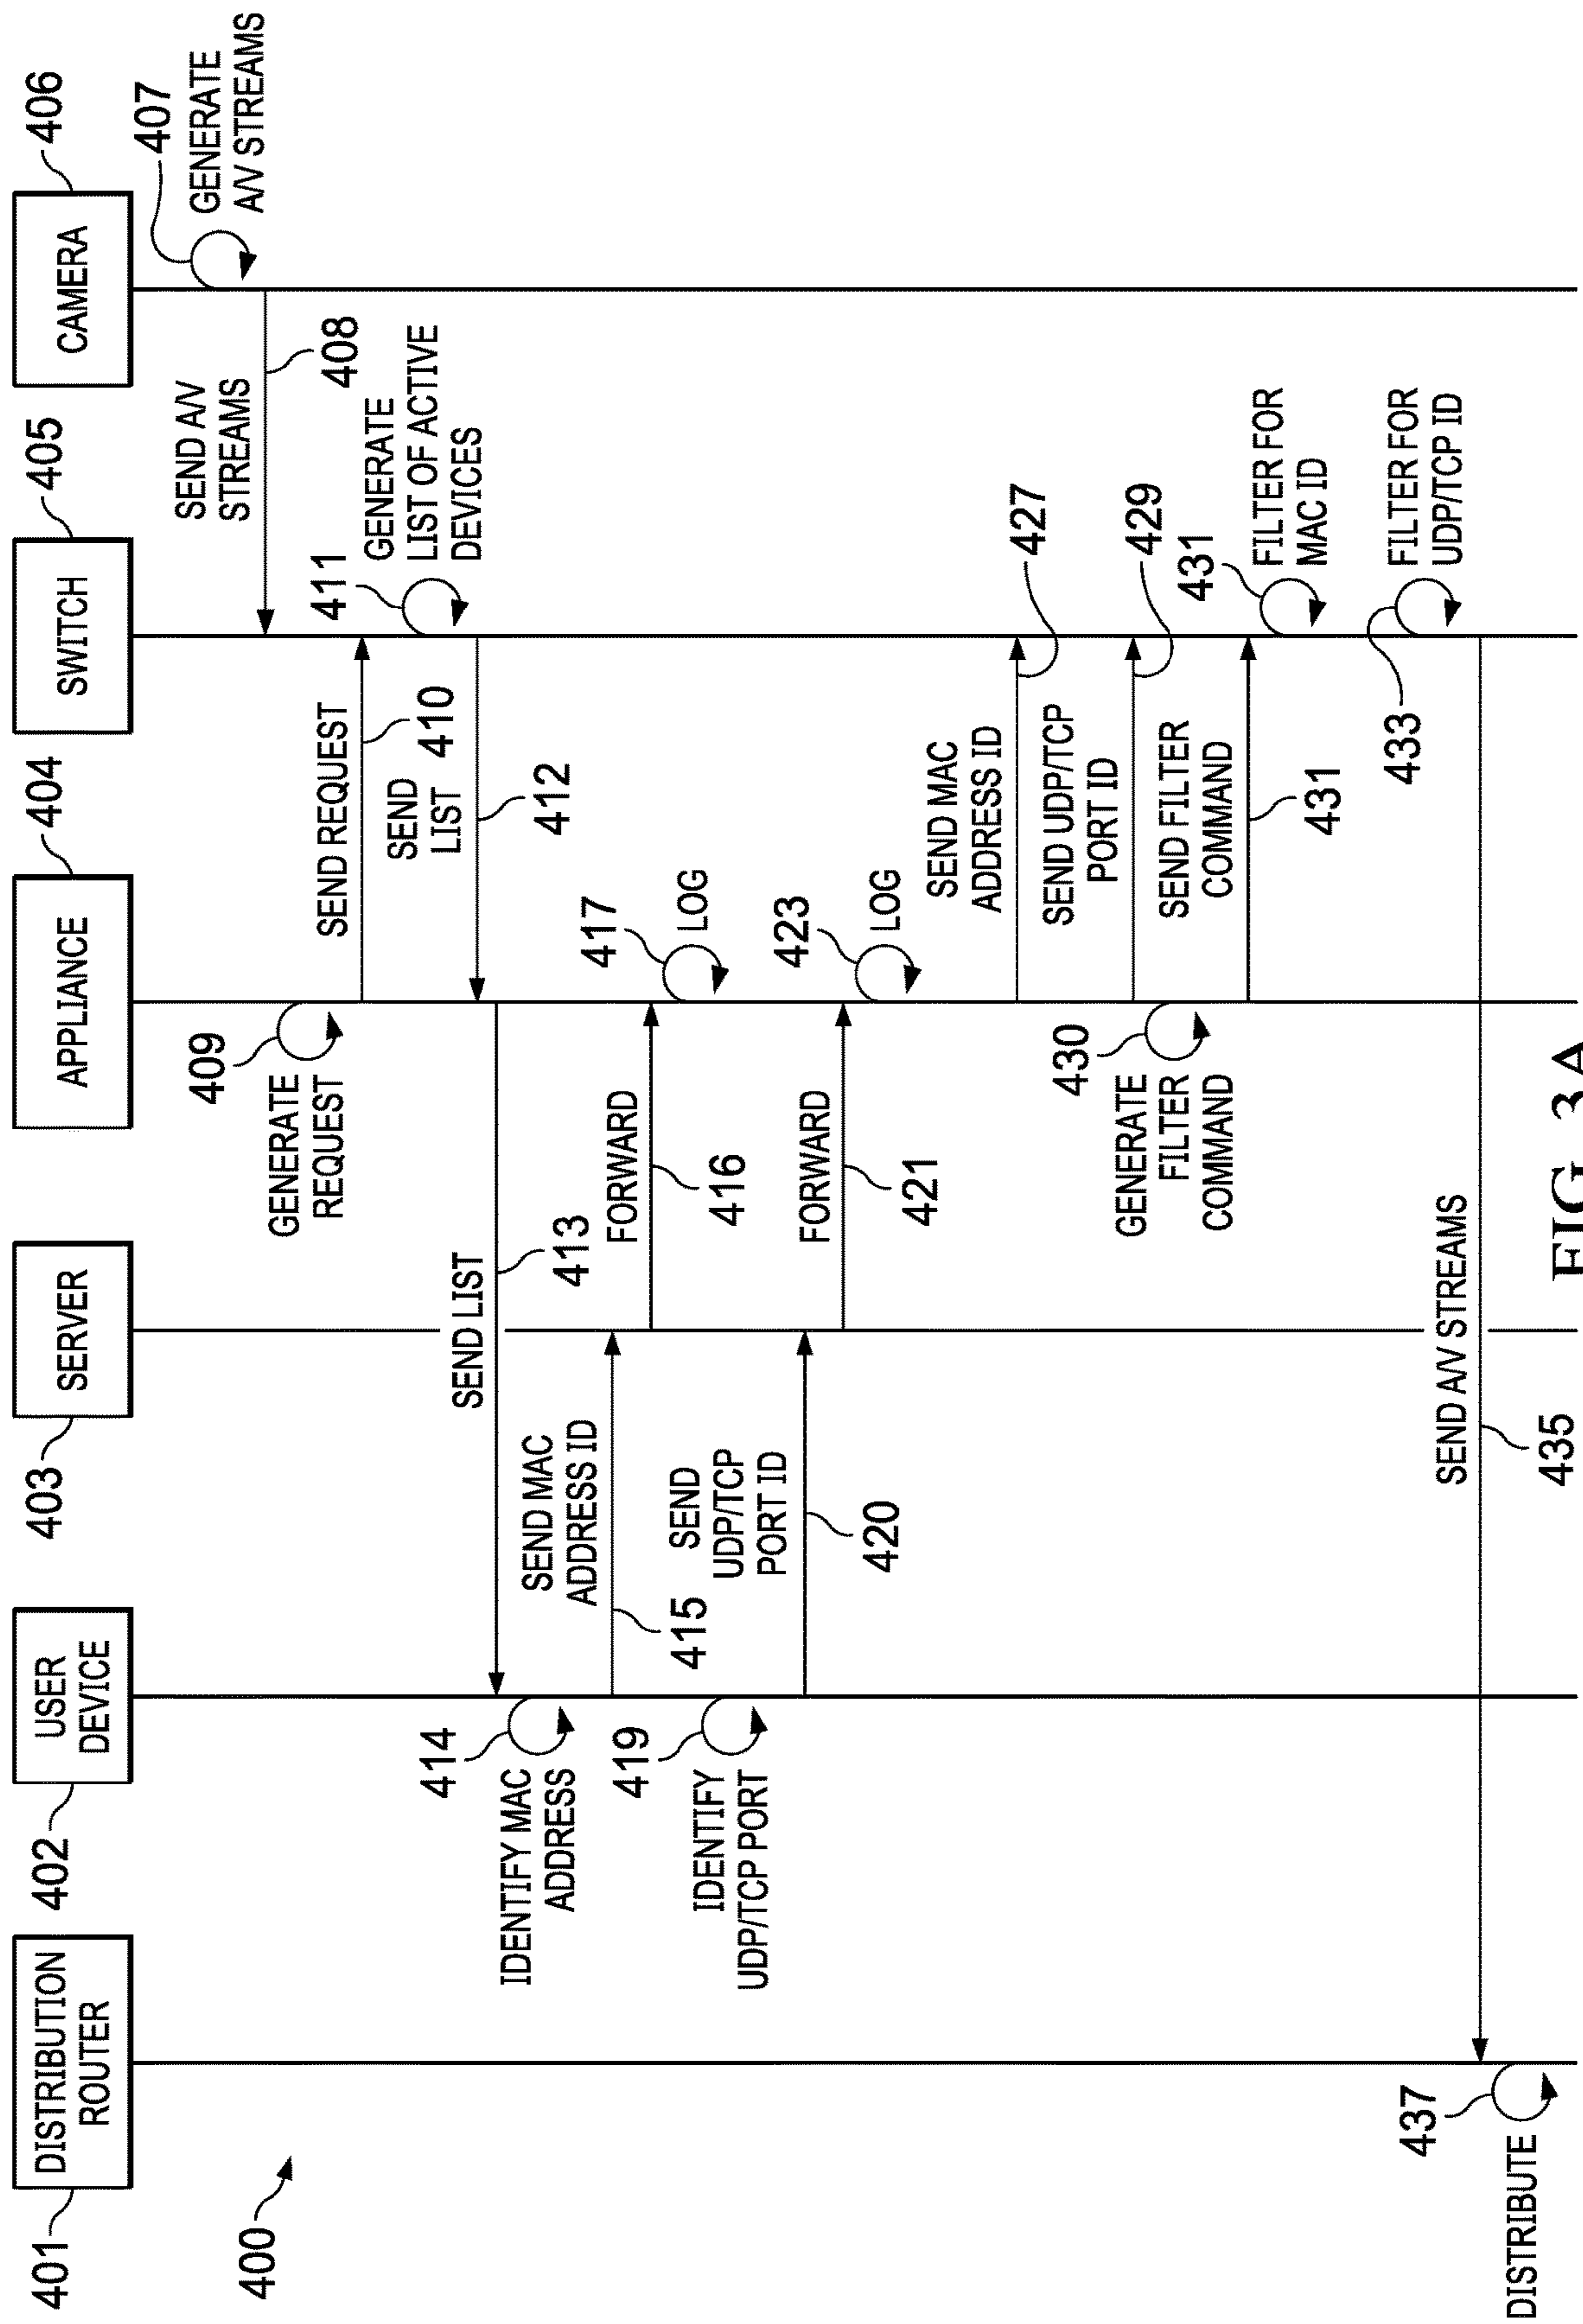 401
DISTRIBUTION
ROUTER
402
USER
DEVICE
403
SERVER
404
APPLIANCE
405
SWITCH
406
CAMERA
400
407
GENERATE
A/V STREAMS
SEND A/V
STREAMS
408
409
GENERATE
REQUEST
SEND REQUEST
410
411
GENERATE
LIST OF ACTIVE
DEVICES
SEND
LIST
412
SEND LIST
413
414
IDENTIFY MAC
ADDRESS
SEND MAC
ADDRESS ID
415
FORWARD
416
417
LOG
419
IDENTIFY
UDP/TCP PORT
SEND
UDP/TCP
PORT ID
420
FORWARD
421
423
LOG
SEND MAC
ADDRESS ID
427
SEND UDP/TCP
PORT ID
429
430
GENERATE
FILTER
COMMAND
SEND FILTER
COMMAND
431
431
FILTER FOR
MAC ID
433
FILTER FOR
UDP/TCP ID
SEND A/V STREAMS
435
437
DISTRIBUTE
FIG. 3A